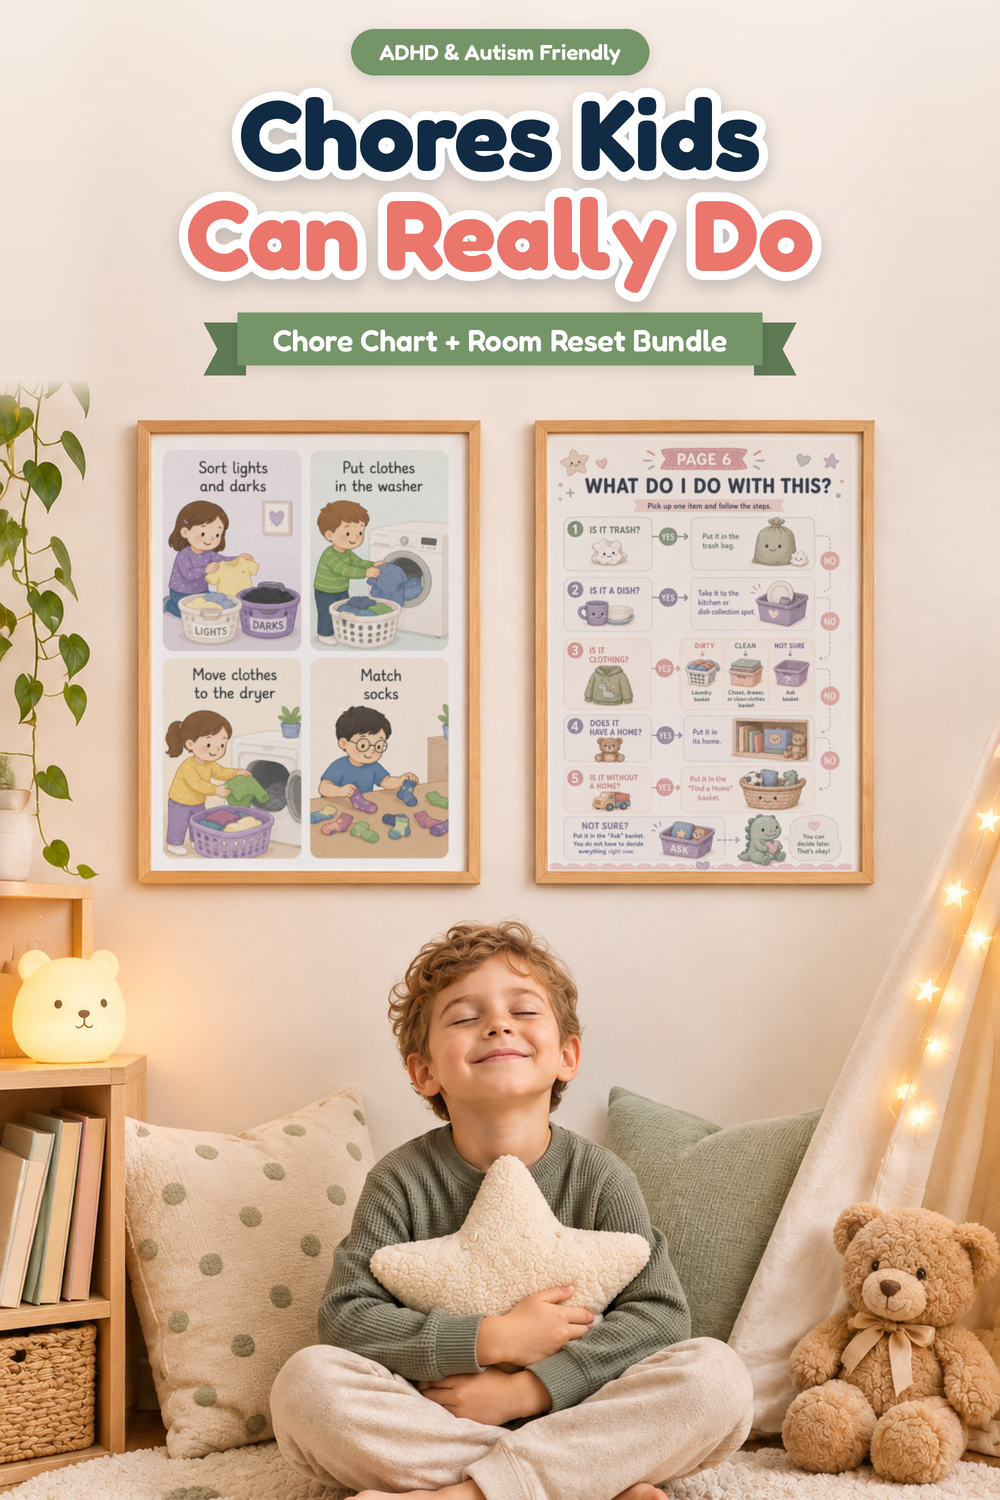 ADHD & Autism Friendly
Chores Kids
Can Really Do
Chore Chart + Room Reset Bundle
Sort lights
and darks
LIGHTS
DARKS
Put clothes
in the washer
Move clothes
to the dryer
Match
socks
PAGE 6
WHAT DO I DO WITH THIS?
Pick up one item and follow the steps.
1 IS IT TRASH?
YES
Put it in the
trash bag.
NO
2 IS IT A DISH?
YES
Take it to the
kitchen or
dish collection spot.
NO
3 IS IT
CLOTHING?
YES
DIRTY
Laundry
basket
CLEAN
Closet, drawer,
or clean-clothes
basket
NOT SURE
?
Ask
basket
NO
4 DOES IT
HAVE A HOME?
YES
Put it in
its home.
NO
5 IS IT WITHOUT
A HOME?
YES
Put it in the
"Find a Home"
basket.
NOT SURE?
Put it in the "Ask" basket.
You do not have to decide
everything right now.
ASK
You can
decide later.
That's okay!